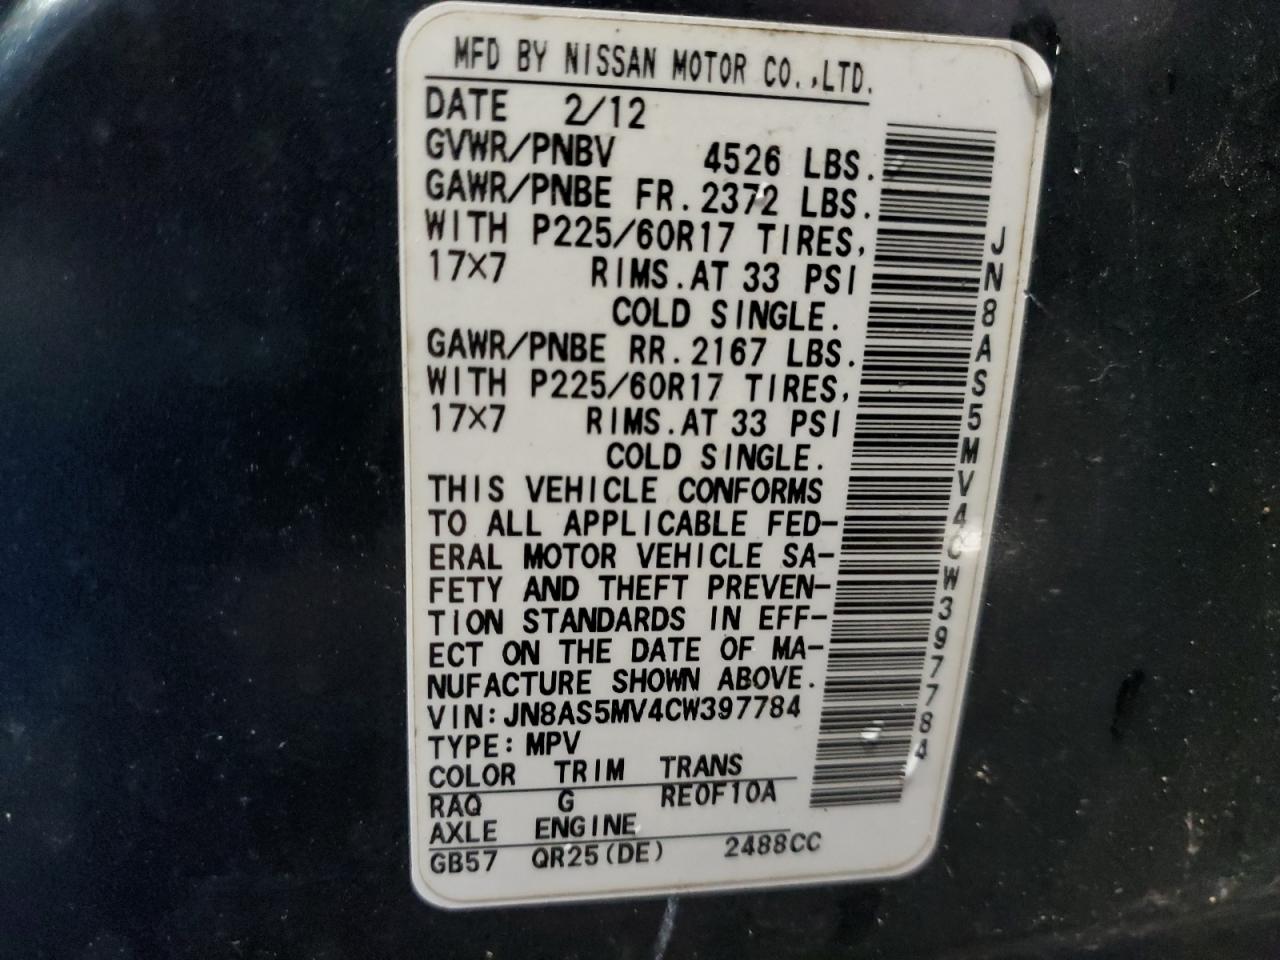 MFD BY NISSAN MOTOR CO.,LTD.
DATE 2/12
GVWR/PNBV 4526 LBS.
GAWR/PNBE FR. 2372 LBS.
WITH P225/60R17 TIRES,
17×7 RIMS. AT 33 PSI
COLD SINGLE.
GAWR/PNBE RR. 2167 LBS.
WITH P225/60R17 TIRES,
17×7 RIMS. AT 33 PSI
COLD SINGLE.
THIS VEHICLE CONFORMS
TO ALL APPLICABLE FED-
ERAL MOTOR VEHICLE SA-
FETY AND THEFT PREVEN-
TION STANDARDS IN EFF-
ECT ON THE DATE OF MA-
NUFACTURE SHOWN ABOVE.
VIN: JN8AS5MV4CW397784
TYPE: MPV
COLOR TRIM TRANS
RAQ G RE0F10A
AXLE ENGINE
GB57 QR25(DE) 2488CC
JN8AS5MV4CW397784